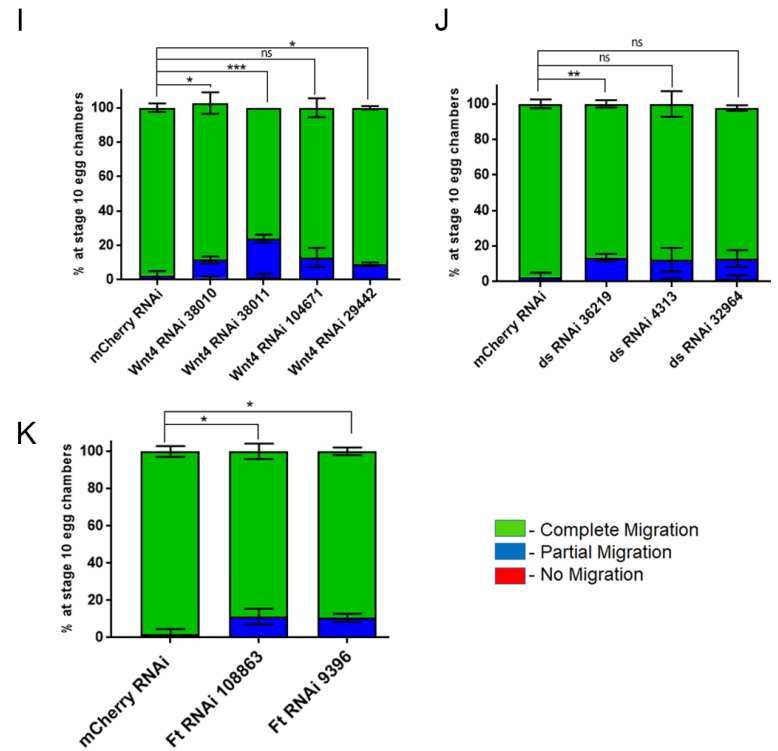 I
*
ns
***
*
% at stage 10 egg chambers
100
80
60
40
20
0
mCherry RNAi
Wnt4 RNAi 38010
Wnt4 RNAi 38011
Wnt4 RNAi 104671
Wnt4 RNAi 29442
J
ns
ns
**
% at stage 10 egg chambers
100
80
60
40
20
0
mCherry RNAi
ds RNAi 36219
ds RNAi 4313
ds RNAi 32964
K
*
*
% at stage 10 egg chambers
100
80
60
40
20
0
mCherry RNAi
Ft RNAi 108863
Ft RNAi 9396
- Complete Migration
- Partial Migration
- No Migration